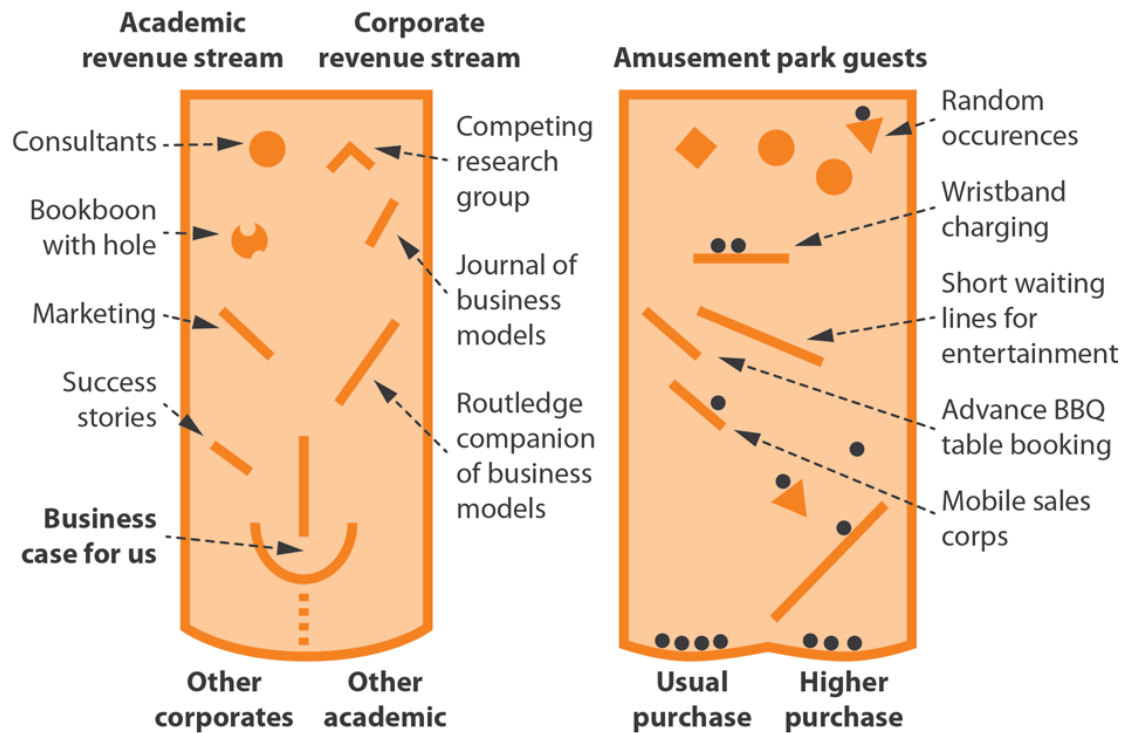 Academic
revenue stream
Corporate
revenue stream
Consultants
Competing
research
group
Bookboon
with hole
Journal of
business
models
Marketing
Success
stories
Routledge
companion
of business
models
Business
case for us
Other
corporates
Other
academic
Amusement park guests
Random
occurences
Wristband
charging
Short waiting
lines for
entertainment
Advance BBQ
table booking
Mobile sales
corps
Usual
purchase
Higher
purchase